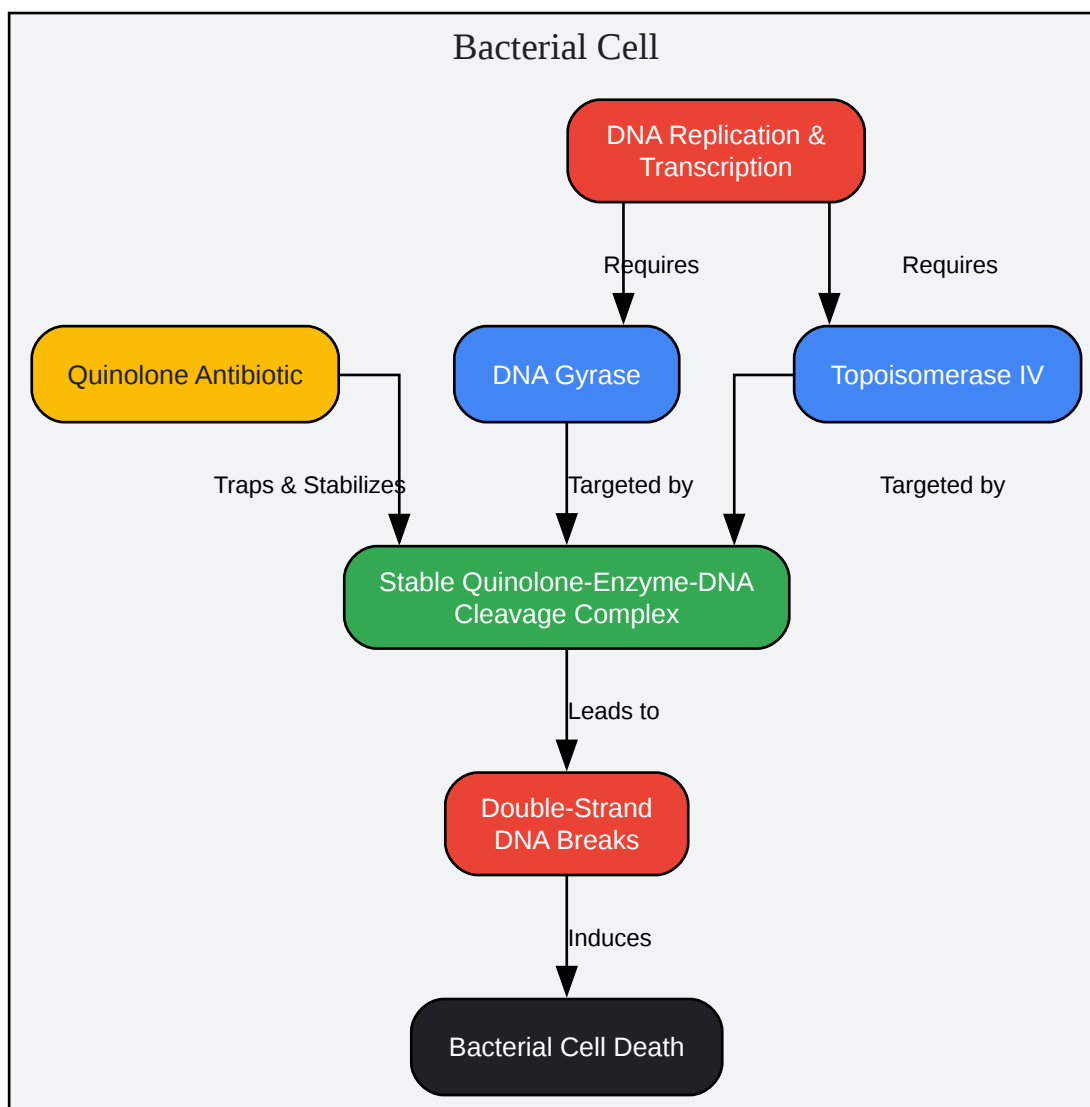 Bacterial Cell
DNA Replication &
Transcription
Requires
Requires
Quinolone Antibiotic
DNA Gyrase
Topoisomerase IV
Traps & Stabilizes
Targeted by
Targeted by
Stable Quinolone-Enzyme-DNA
Cleavage Complex
Leads to
Double-Strand
DNA Breaks
Induces
Bacterial Cell Death